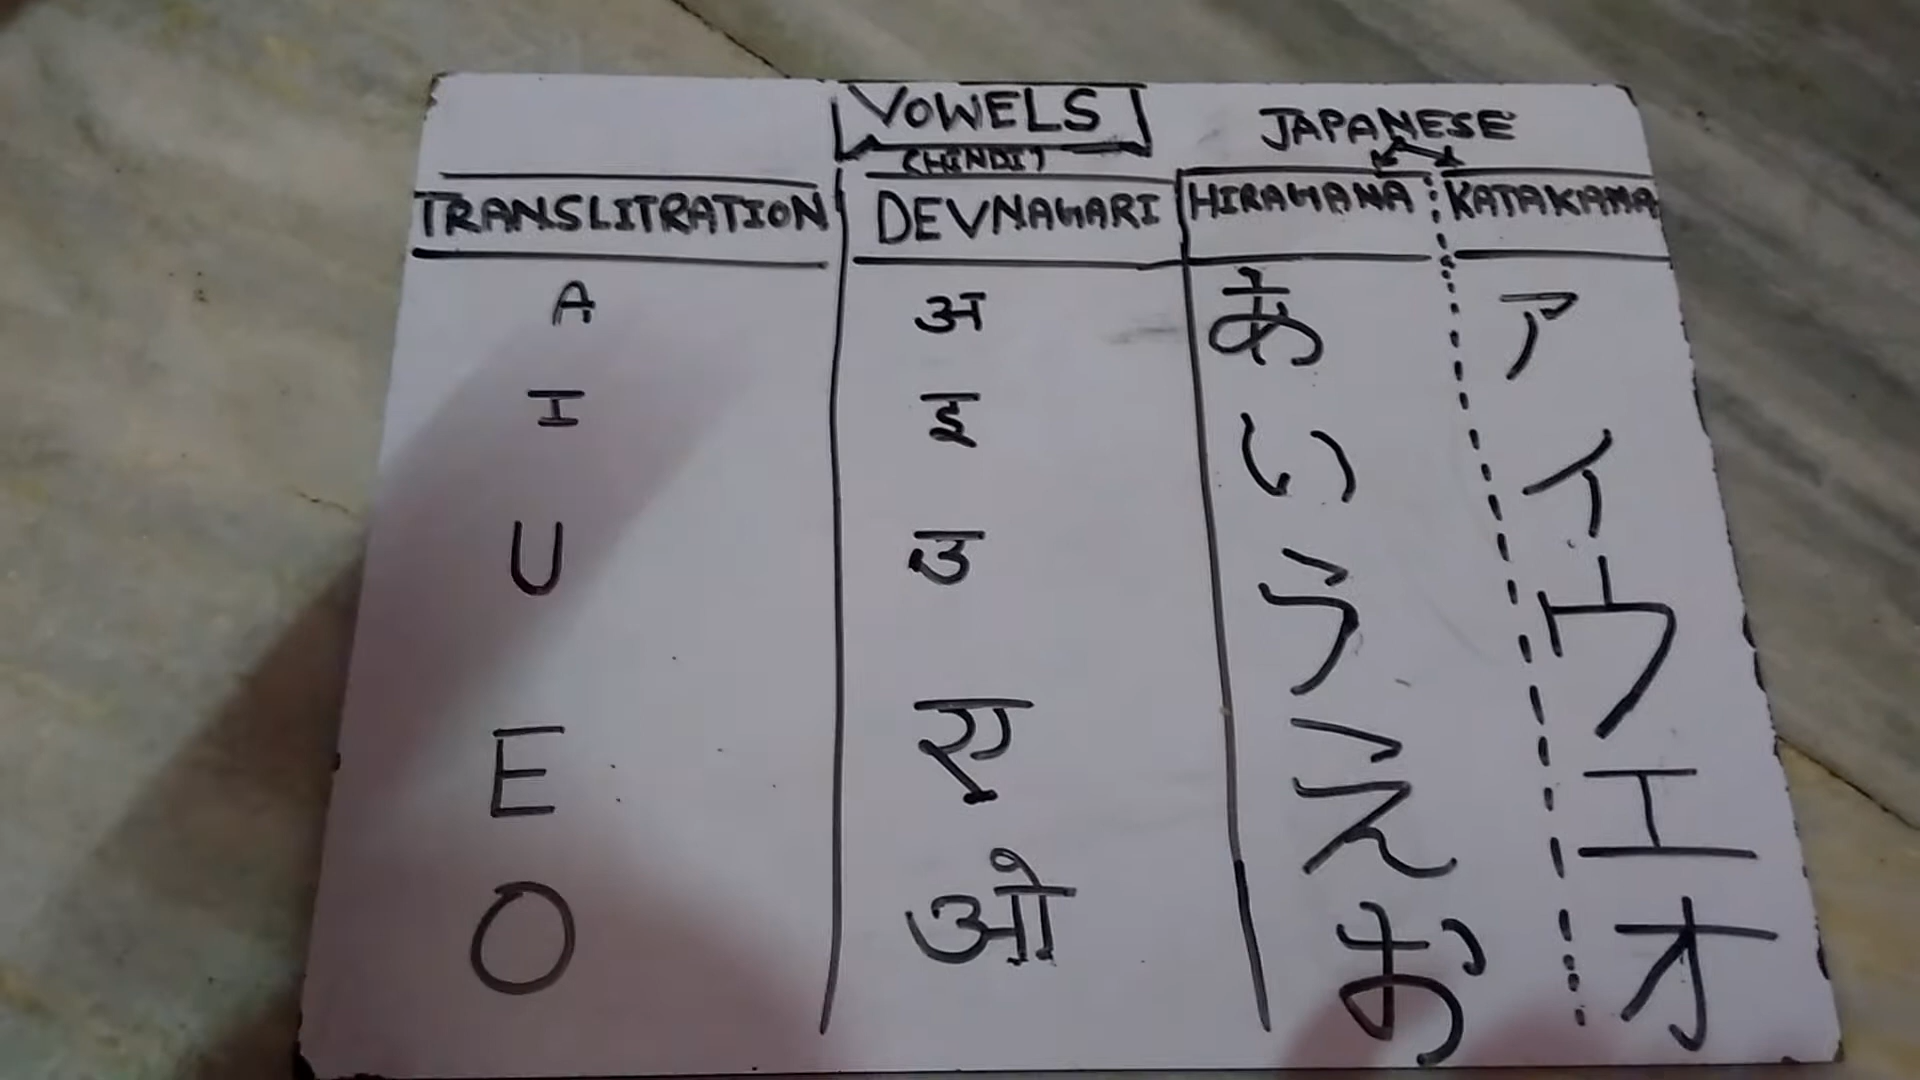 VOWELS
(HINDI)
JAPANESE
TRANSLITRATION DEVNAGARI HIRAGANA KATAKANA
A अ あ ア
I इ い イ
U उ う ウ
E ए え エ
O ओ お オ